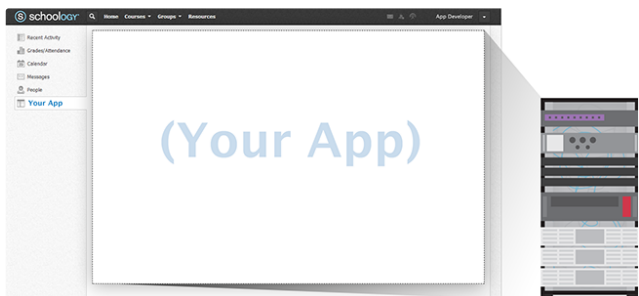 schoology Home Courses Groups Resources App Developer
Recent Activity
Grades/Attendance
Calendar
Messages
People
Your App
(Your App)